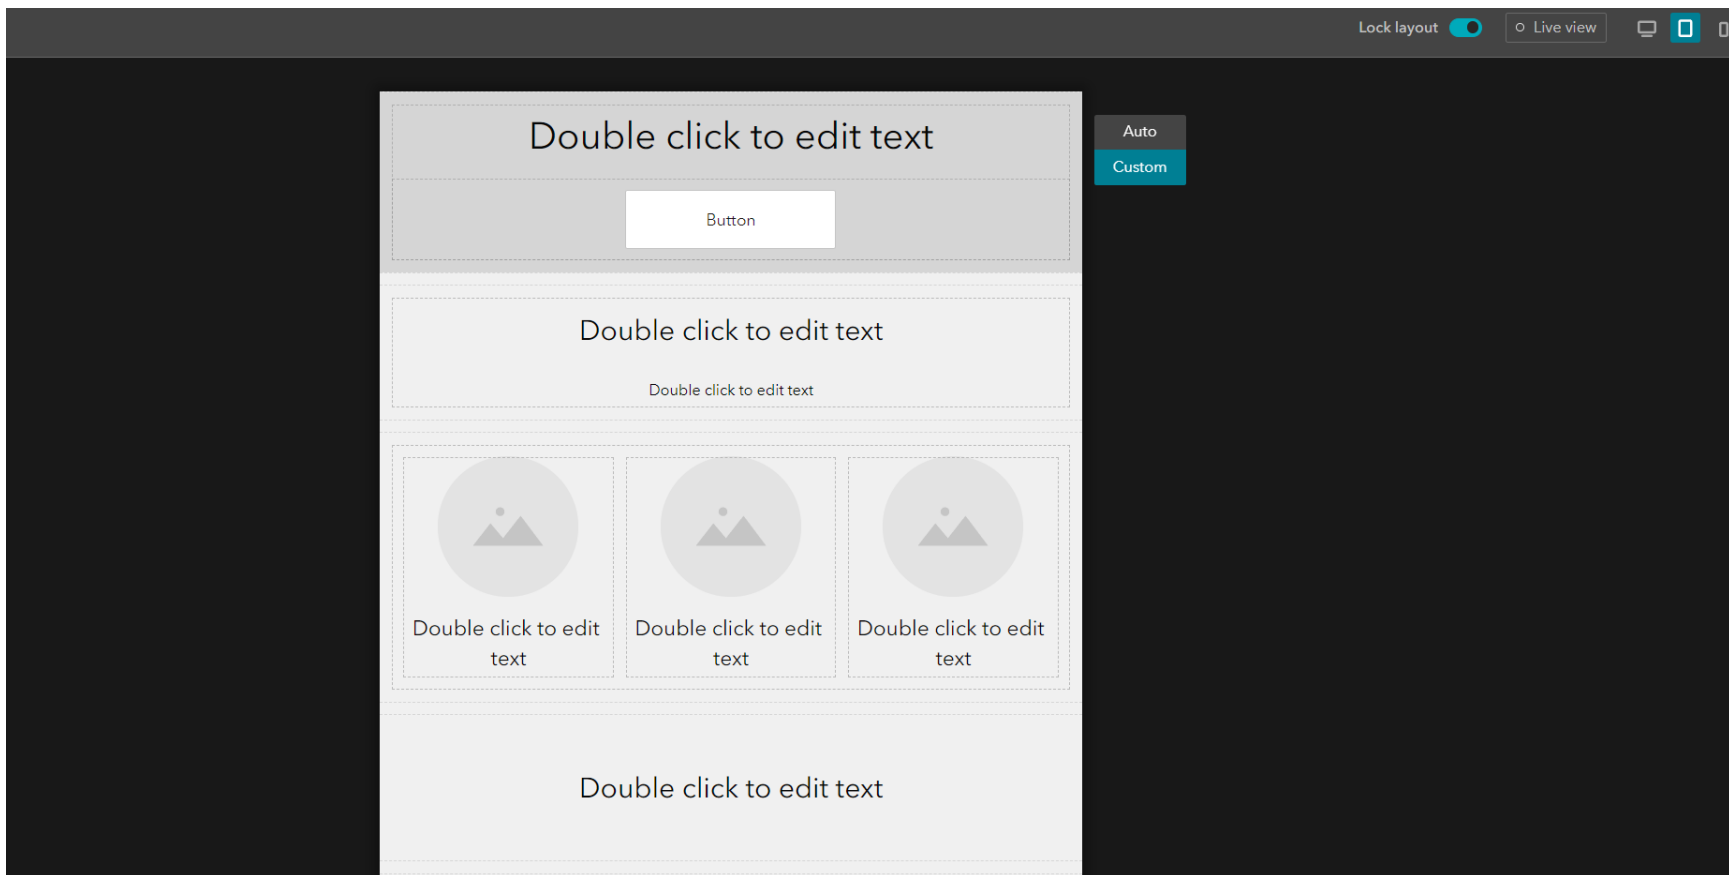 Lock layout
Live view
Double click to edit text
Auto
Custom
Button
Double click to edit text
Double click to edit text
Double click to edit
text
Double click to edit
text
Double click to edit
text
Double click to edit text